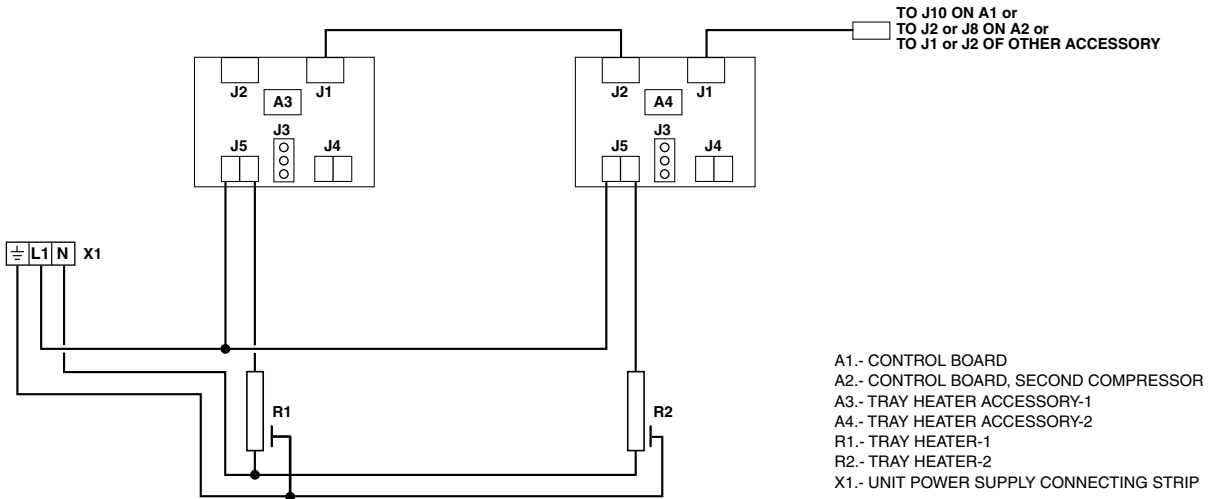 TO J10 ON A1 or
TO J2 or J8 ON A2 or
TO J1 or J2 OF OTHER ACCESSORY
J2 A3 J1
J3
J5 J4
J2 A4 J1
J3
J5 J4
L1 N X1
R1
R2
A1.- CONTROL BOARD
A2.- CONTROL BOARD, SECOND COMPRESSOR
A3.- TRAY HEATER ACCESSORY-1
A4.- TRAY HEATER ACCESSORY-2
R1.- TRAY HEATER-1
R2.- TRAY HEATER-2
X1.- UNIT POWER SUPPLY CONNECTING STRIP